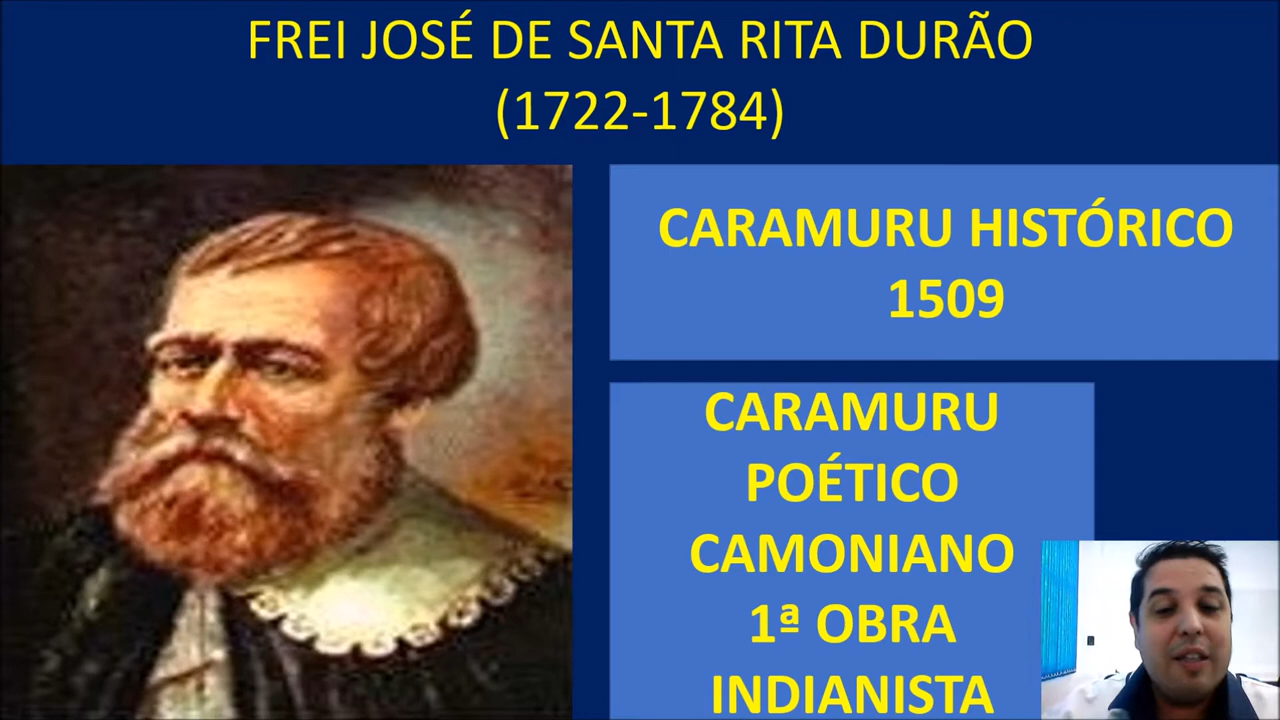 FREI JOSÉ DE SANTA RITA DURÃO
(1722-1784)
CARAMURU HISTÓRICO
1509
CARAMURU
POÉTICO
CAMONIANO
1ª OBRA
INDIANISTA